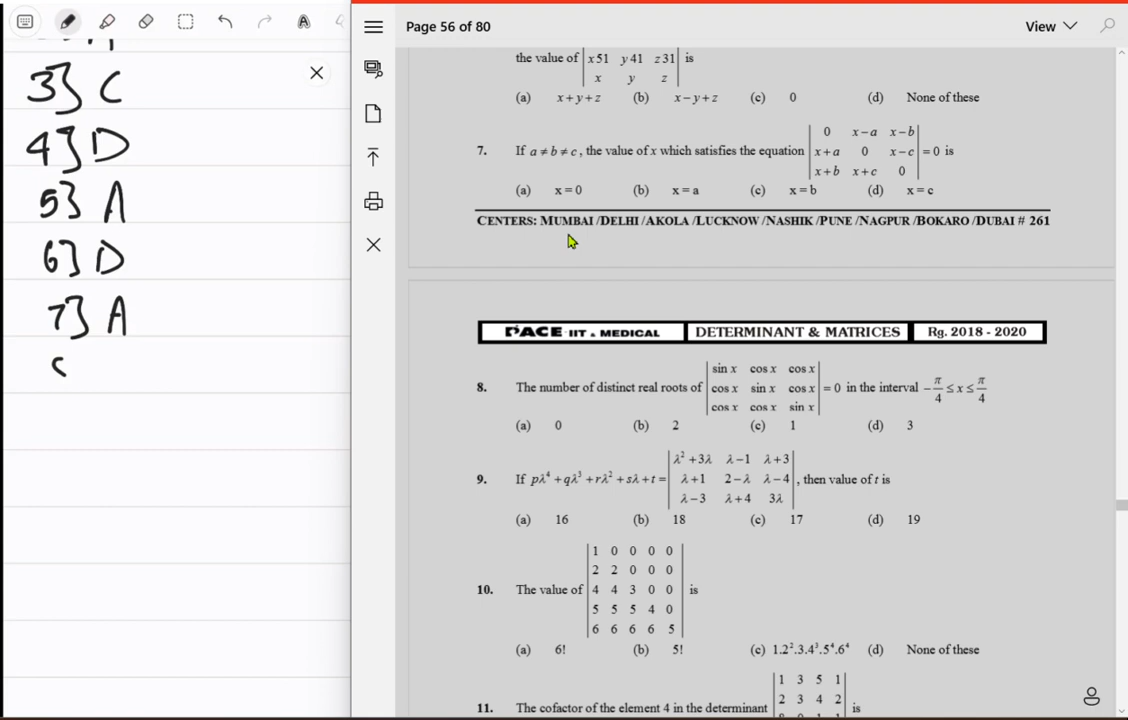 Page 56 of 80
View
3} C
4} D
5} A
6} D
7} A
the value of | x51 y41 z31 | is
x y z
(a) x+y+z (b) x−y+z (c) 0 (d) None of these
0 x−a x−b
7. If a≠b≠c, the value of x which satisfies the equation | x+a 0 x−c | =0 is
x+b x+c 0
(a) x=0 (b) x=a (c) x=b (d) x=c
CENTERS: MUMBAI /DELHI /AKOLA /LUCKNOW /NASHIK /PUNE /NAGPUR /BOKARO /DUBAI # 261
PACE IIT & MEDICAL DETERMINANT & MATRICES Rg. 2018 - 2020
sin x cos x cos x
8. The number of distinct real roots of | cos x sin x cos x | =0 in the interval −π/4 ≤ x ≤ π/4
cos x cos x sin x
(a) 0 (b) 2 (c) 1 (d) 3
λ²+3λ λ−1 λ+3
9. If pλ⁴+qλ³+rλ²+sλ+t= | λ+1 2−λ λ−4 | , then value of t is
λ−3 λ+4 3λ
(a) 16 (b) 18 (c) 17 (d) 19
1 0 0 0 0
2 2 0 0 0
10. The value of | 4 4 3 0 0 | is
5 5 5 4 0
6 6 6 6 5
(a) 6! (b) 5! (c) 1.2².3.4³.5⁴.6⁴ (d) None of these
1 3 5 1
2 3 4 2
11. The cofactor of the element 4 in the determinant is